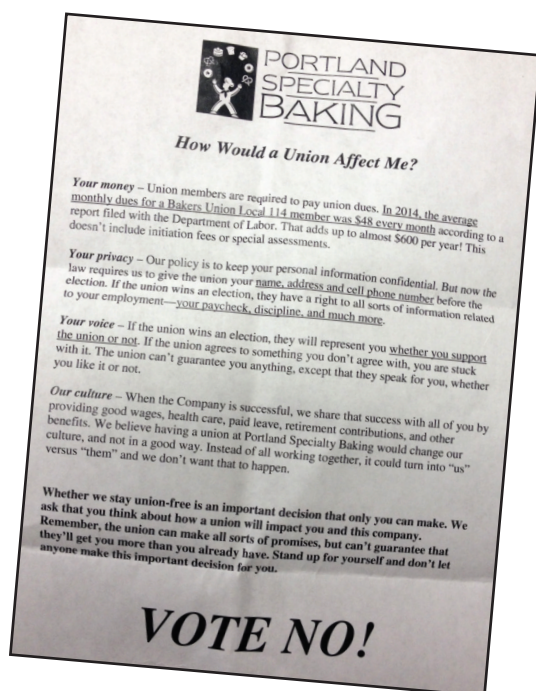 PORTLAND
SPECIALTY
BAKING
How Would a Union Affect Me?
Your money – Union members are required to pay union dues. In 2014, the average
monthly dues for a Bakers Union Local 114 member was $48 every month according to a
report filed with the Department of Labor. That adds up to almost $600 per year! This
doesn't include initiation fees or special assessments.
Your privacy – Our policy is to keep your personal information confidential. But now the
law requires us to give the union your name, address and cell phone number before the
election. If the union wins an election, they have a right to all sorts of information related
to your employment—your paycheck, discipline, and much more.
Your voice – If the union wins an election, they will represent you whether you support
the union or not. If the union agrees to something you don't agree with, you are stuck
with it. The union can't guarantee you anything, except that they speak for you, whether
you like it or not.
Our culture – When the Company is successful, we share that success with all of you by
providing good wages, health care, paid leave, retirement contributions, and other
benefits. We believe having a union at Portland Specialty Baking would change our
culture, and not in a good way. Instead of all working together, it could turn into "us"
versus "them" and we don't want that to happen.
Whether we stay union-free is an important decision that only you can make. We
ask that you think about how a union will impact you and this company.
Remember, the union can make all sorts of promises, but can't guarantee that
they'll get you more than you already have. Stand up for yourself and don't let
anyone make this important decision for you.
VOTE NO!